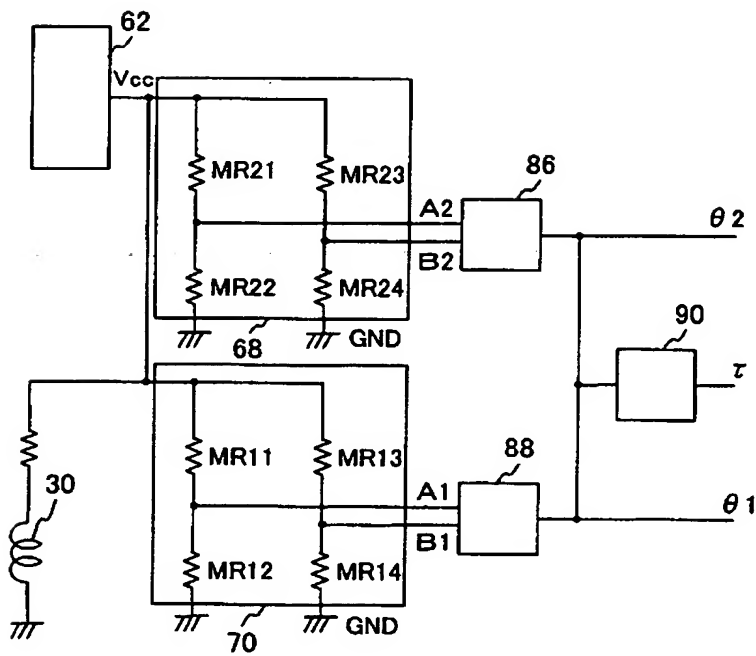 62
Vcc
MR21
MR23
A2
86
θ2
B2
MR22
MR24
68
GND
90
τ
MR11
MR13
A1
88
θ1
30
B1
MR12
MR14
70
GND